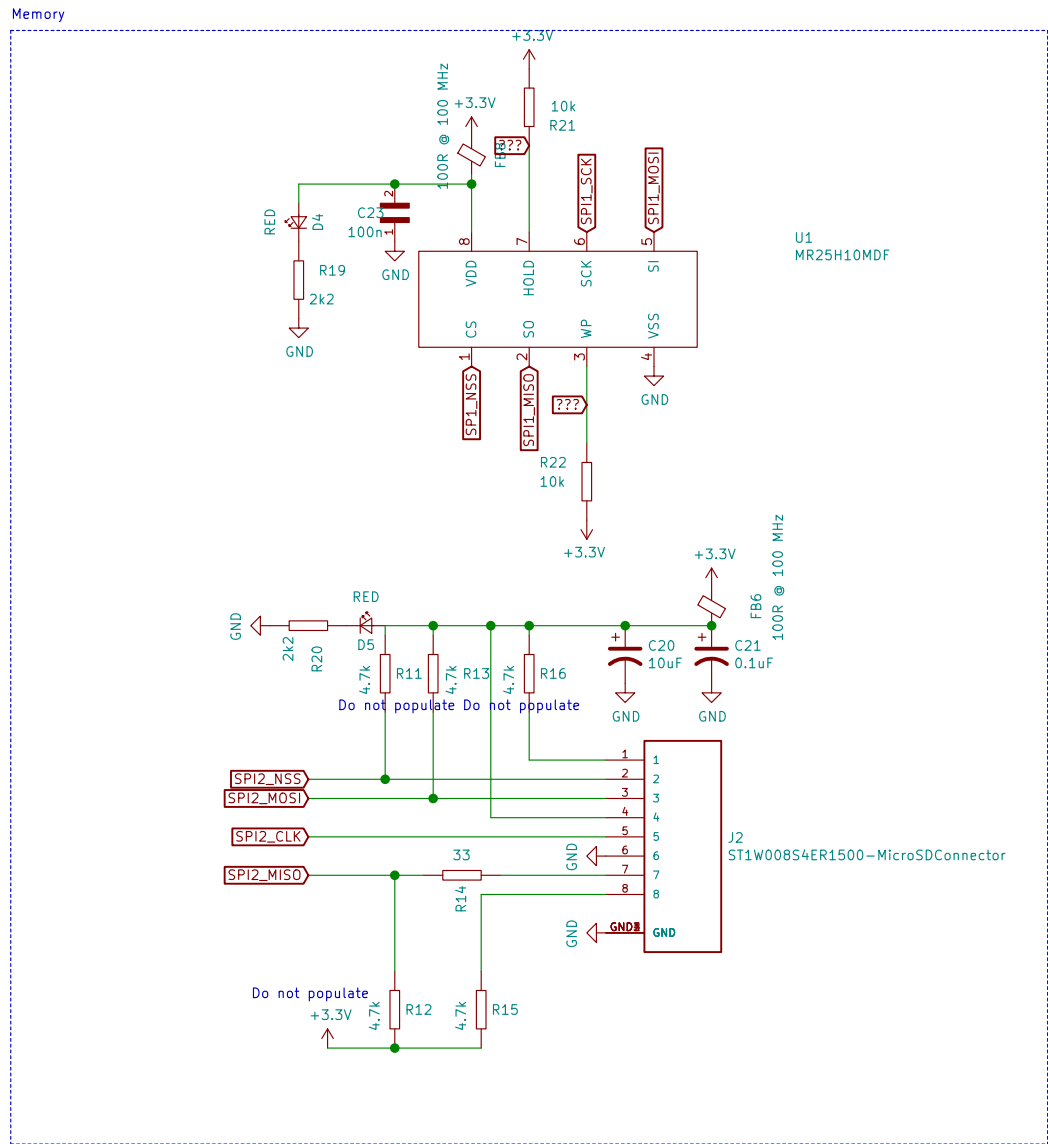 Memory
+3.3V
100R @ 100 MHz
+3.3V
10k
R21
???
SPI1_SCK
SPI1_MOSI
RED
D4
C23
100n
2
1
GND
8
7
6
5
U1
MR25H10MDF
R19
2k2
GND
VDD
HOLD
SCK
SI
CS
SO
WP
VSS
1
2
3
4
SP1_NSS
SPI1_MISO
???
GND
R22
10k
+3.3V
+3.3V
100R @ 100 MHz
FB6
RED
GND
2k2
R20
D5
4.7k
R11
4.7k
R13
4.7k
R16
+
C20
10uF
+
C21
0.1uF
Do not populate
Do not populate
GND
GND
SPI2_NSS
SPI2_MOSI
SPI2_CLK
SPI2_MISO
33
R14
GND
1 1
2 2
3 3
4 4
5 5
6 6
7 7
8 8
J2
ST1W008S4ER1500-MicroSDConnector
GND
GND
Do not populate
+3.3V
4.7k
R12
4.7k
R15